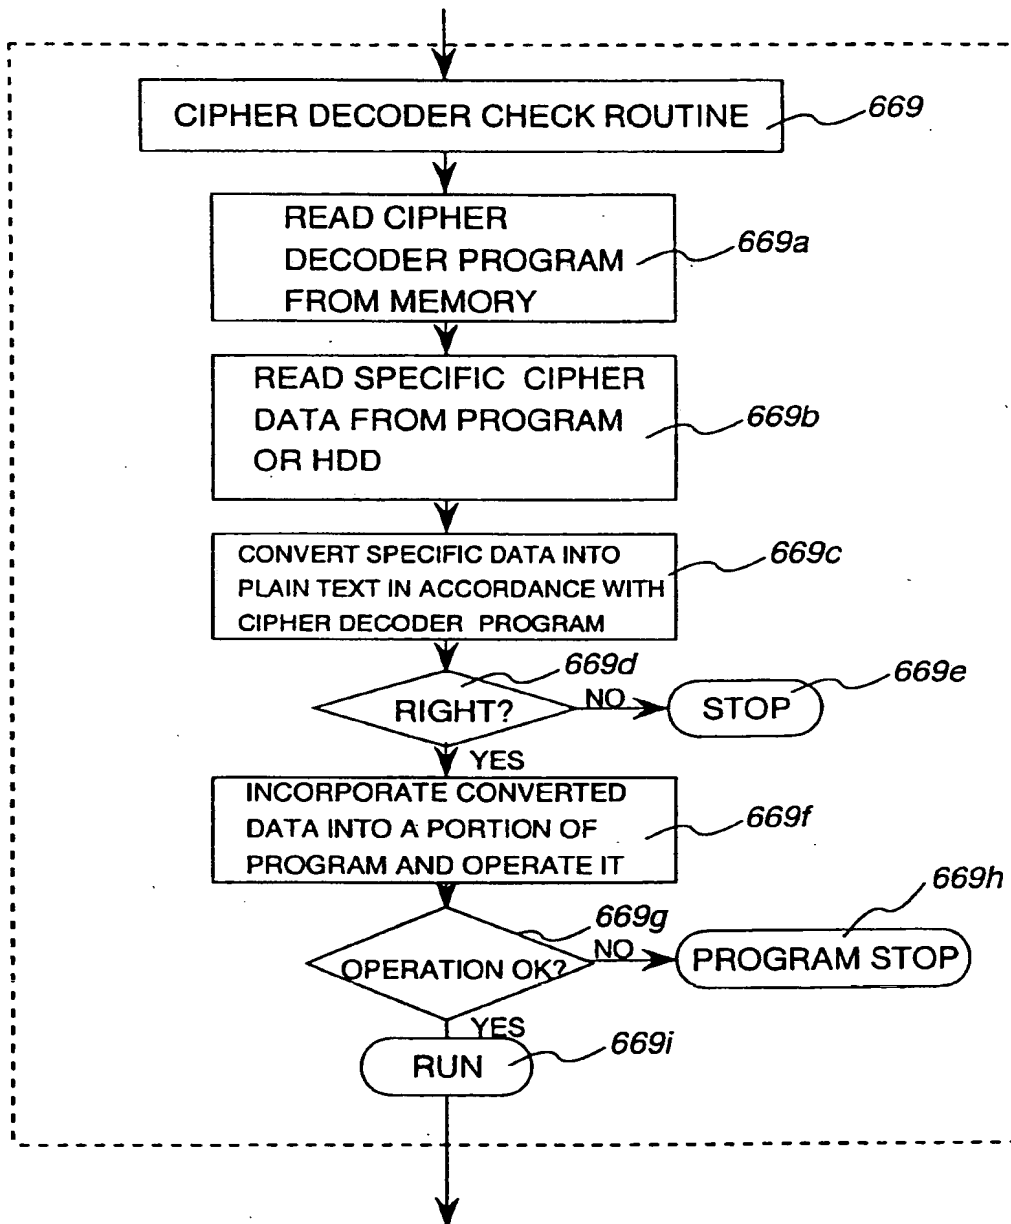 CIPHER DECODER CHECK ROUTINE
669
READ CIPHER
DECODER PROGRAM
FROM MEMORY
669a
READ SPECIFIC CIPHER
DATA FROM PROGRAM
OR HDD
669b
CONVERT SPECIFIC DATA INTO
PLAIN TEXT IN ACCORDANCE WITH
CIPHER DECODER PROGRAM
669c
669d
RIGHT?
NO
STOP
669e
YES
INCORPORATE CONVERTED
DATA INTO A PORTION OF
PROGRAM AND OPERATE IT
669f
669g
OPERATION OK?
NO
PROGRAM STOP
669h
YES
RUN
669i